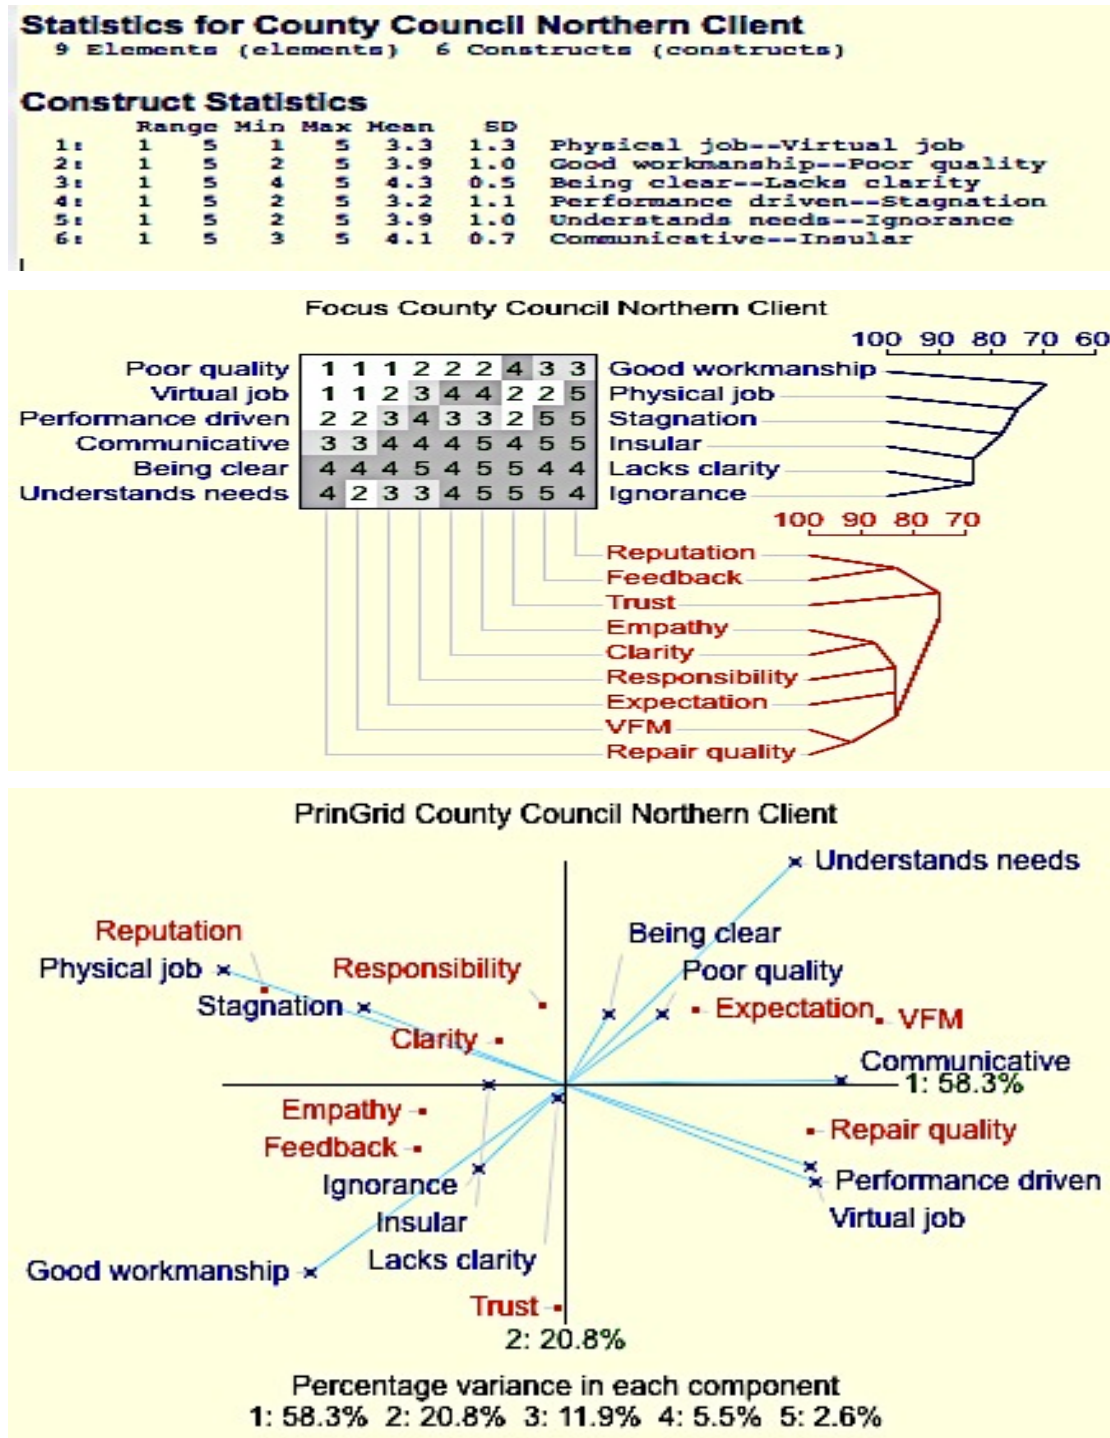 Statistics for County Council Northern Client
9 Elements (elements) 6 Constructs (constructs)
Construct Statistics
Range Min Max Mean SD
1: 1 5 1 5 3.3 1.3 Physical job--Virtual job
2: 1 5 2 5 3.9 1.0 Good workmanship--Poor quality
3: 1 5 4 5 4.3 0.5 Being clear--Lacks clarity
4: 1 5 2 5 3.2 1.1 Performance driven--Stagnation
5: 1 5 2 5 3.9 1.0 Understands needs--Ignorance
6: 1 5 3 5 4.1 0.7 Communicative--Insular
Focus County Council Northern Client
100 90 80 70 60
Poor quality 1 1 1 2 2 2 4 3 3 Good workmanship
Virtual job 1 1 2 3 4 4 2 2 5 Physical job
Performance driven 2 2 3 4 3 3 2 5 5 Stagnation
Communicative 3 3 4 4 4 5 4 5 5 Insular
Being clear 4 4 4 5 4 5 5 4 4 Lacks clarity
Understands needs 4 2 3 3 4 5 5 5 4 Ignorance
100 90 80 70
Reputation
Feedback
Trust
Empathy
Clarity
Responsibility
Expectation
VFM
Repair quality
PrinGrid County Council Northern Client
Understands needs
Reputation
Being clear
Physical job
Responsibility
Poor quality
Stagnation
Expectation
VFM
Clarity
Communicative
1: 58.3%
Empathy
Repair quality
Feedback
Ignorance
Performance driven
Insular
Virtual job
Lacks clarity
Good workmanship
Trust
2: 20.8%
Percentage variance in each component
1: 58.3% 2: 20.8% 3: 11.9% 4: 5.5% 5: 2.6%